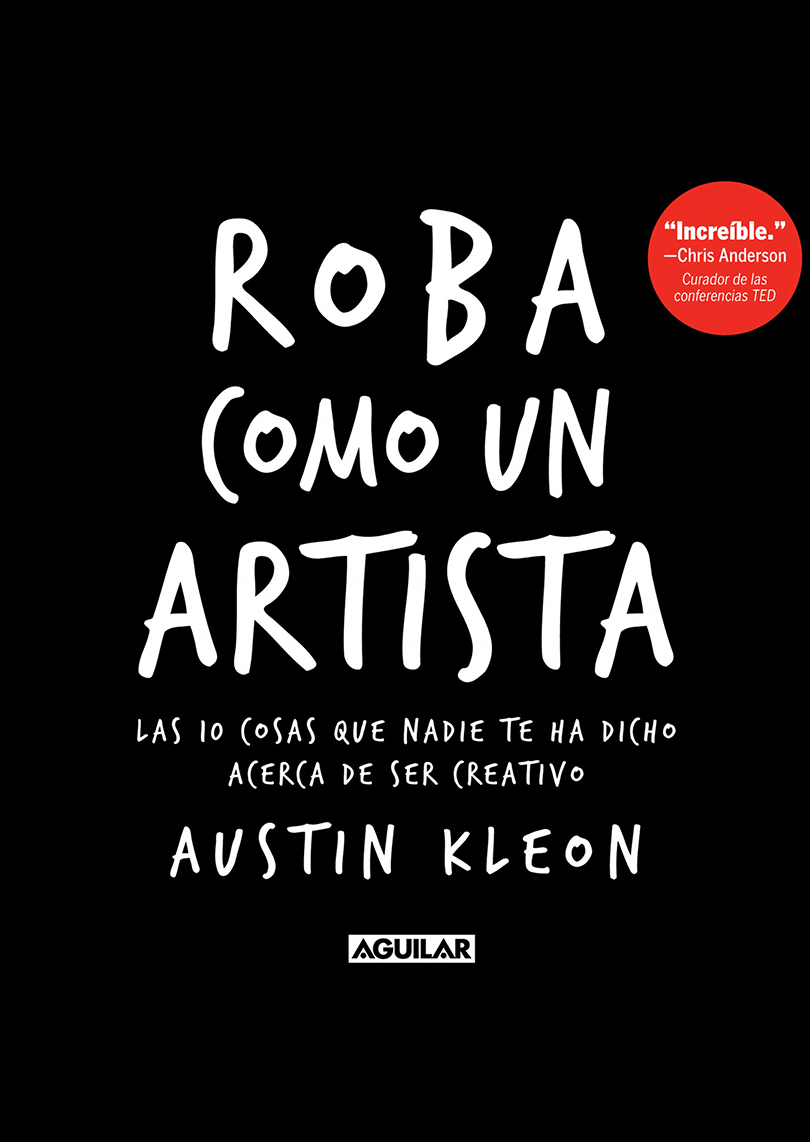 ROBA
COMO UN
ARTISTA
“Increíble.”
—Chris Anderson
Curador de las
conferencias TED
LAS 10 COSAS QUE NADIE TE HA DICHO
ACERCA DE SER CREATIVO
AUSTIN KLEON
AGUILAR